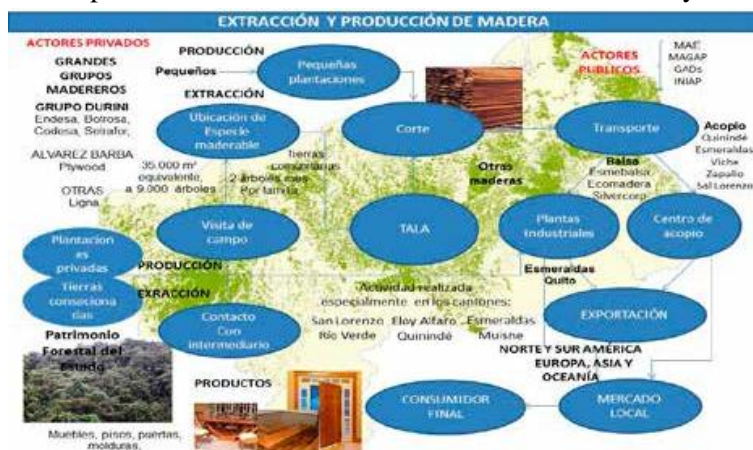 EXTRACCIÓN Y PRODUCCIÓN DE MADERA
ACTORES PRIVADOS
GRANDES
GRUPOS
MADEREROS
GRUPO DURINI
Endesa, Botrosa,
Codesa, Seirafor,
ALVAREZ BARBA
Plywood
OTRAS
Ligna
PRODUCCIÓN
Pequeños
Pequeñas
plantaciones
EXTRACCIÓN
Ubicación de
Especie
maderable
35.000 m³
equivalente,
a 9.000 árboles
Tierras
comunitarias
2 árboles mes
Por familia
Corte
ACTORES
PÚBLICOS
MAE
MAGAP
GADs
INIAP
Transporte
Acopio
Quinindé
Esmeraldas
Viche
Zapallo
Sal Lorenzo
Otras
maderas
Balsa
Esmebalsa
Ecomadera
Silvercorp
Visita de
campo
TALA
Plantas
Industriales
Centro de
acopio
Plantacion
es
privadas
PRODUCCIÓN
Tierras
conseciona
das
EXRACCIÓN
Contacto
Con
intermediario
Actividad realizada
especialmente en los cantones:
San Lorenzo Eloy Alfaro Esmeraldas
Río Verde Quinindé Muisne
Esmeraldas
Quito
EXPORTACIÓN
NORTE Y SUR AMÉRICA
EUROPA, ASIA Y
OCEANÍA
Patrimonio
Forestal del
Estado
PRODUCTOS
CONSUMIDOR
FINAL
MERCADO
LOCAL
Muebles, pisos, puertas,
molduras,